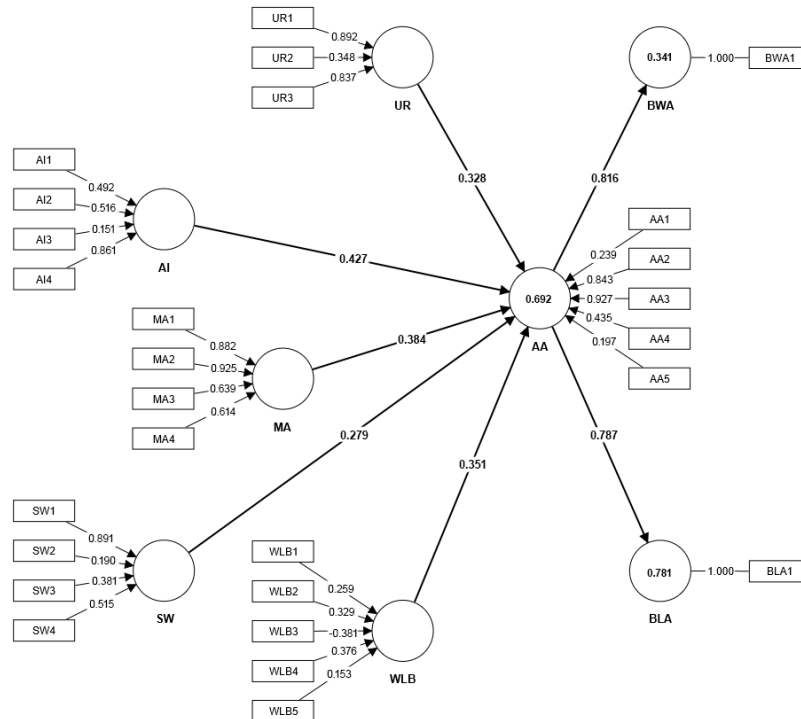 UR1
0.892
UR2
0.348
0.837
UR3
UR
0.341
1.000
BWA1
BWA
0.328
0.816
AI1
0.492
AI2
0.516
AI3
0.151
0.861
AI4
AI
0.427
AA1
0.239
AA2
0.843
0.927
AA3
0.435
AA4
0.197
AA5
0.692
AA
MA1
0.882
MA2
0.925
MA3
0.639
0.614
MA4
MA
0.384
0.279
0.351
0.787
SW1
0.891
SW2
0.190
SW3
0.381
0.515
SW4
SW
WLB1
0.259
WLB2
0.329
WLB3
-0.381
0.376
WLB4
0.153
WLB5
WLB
0.781
1.000
BLA1
BLA